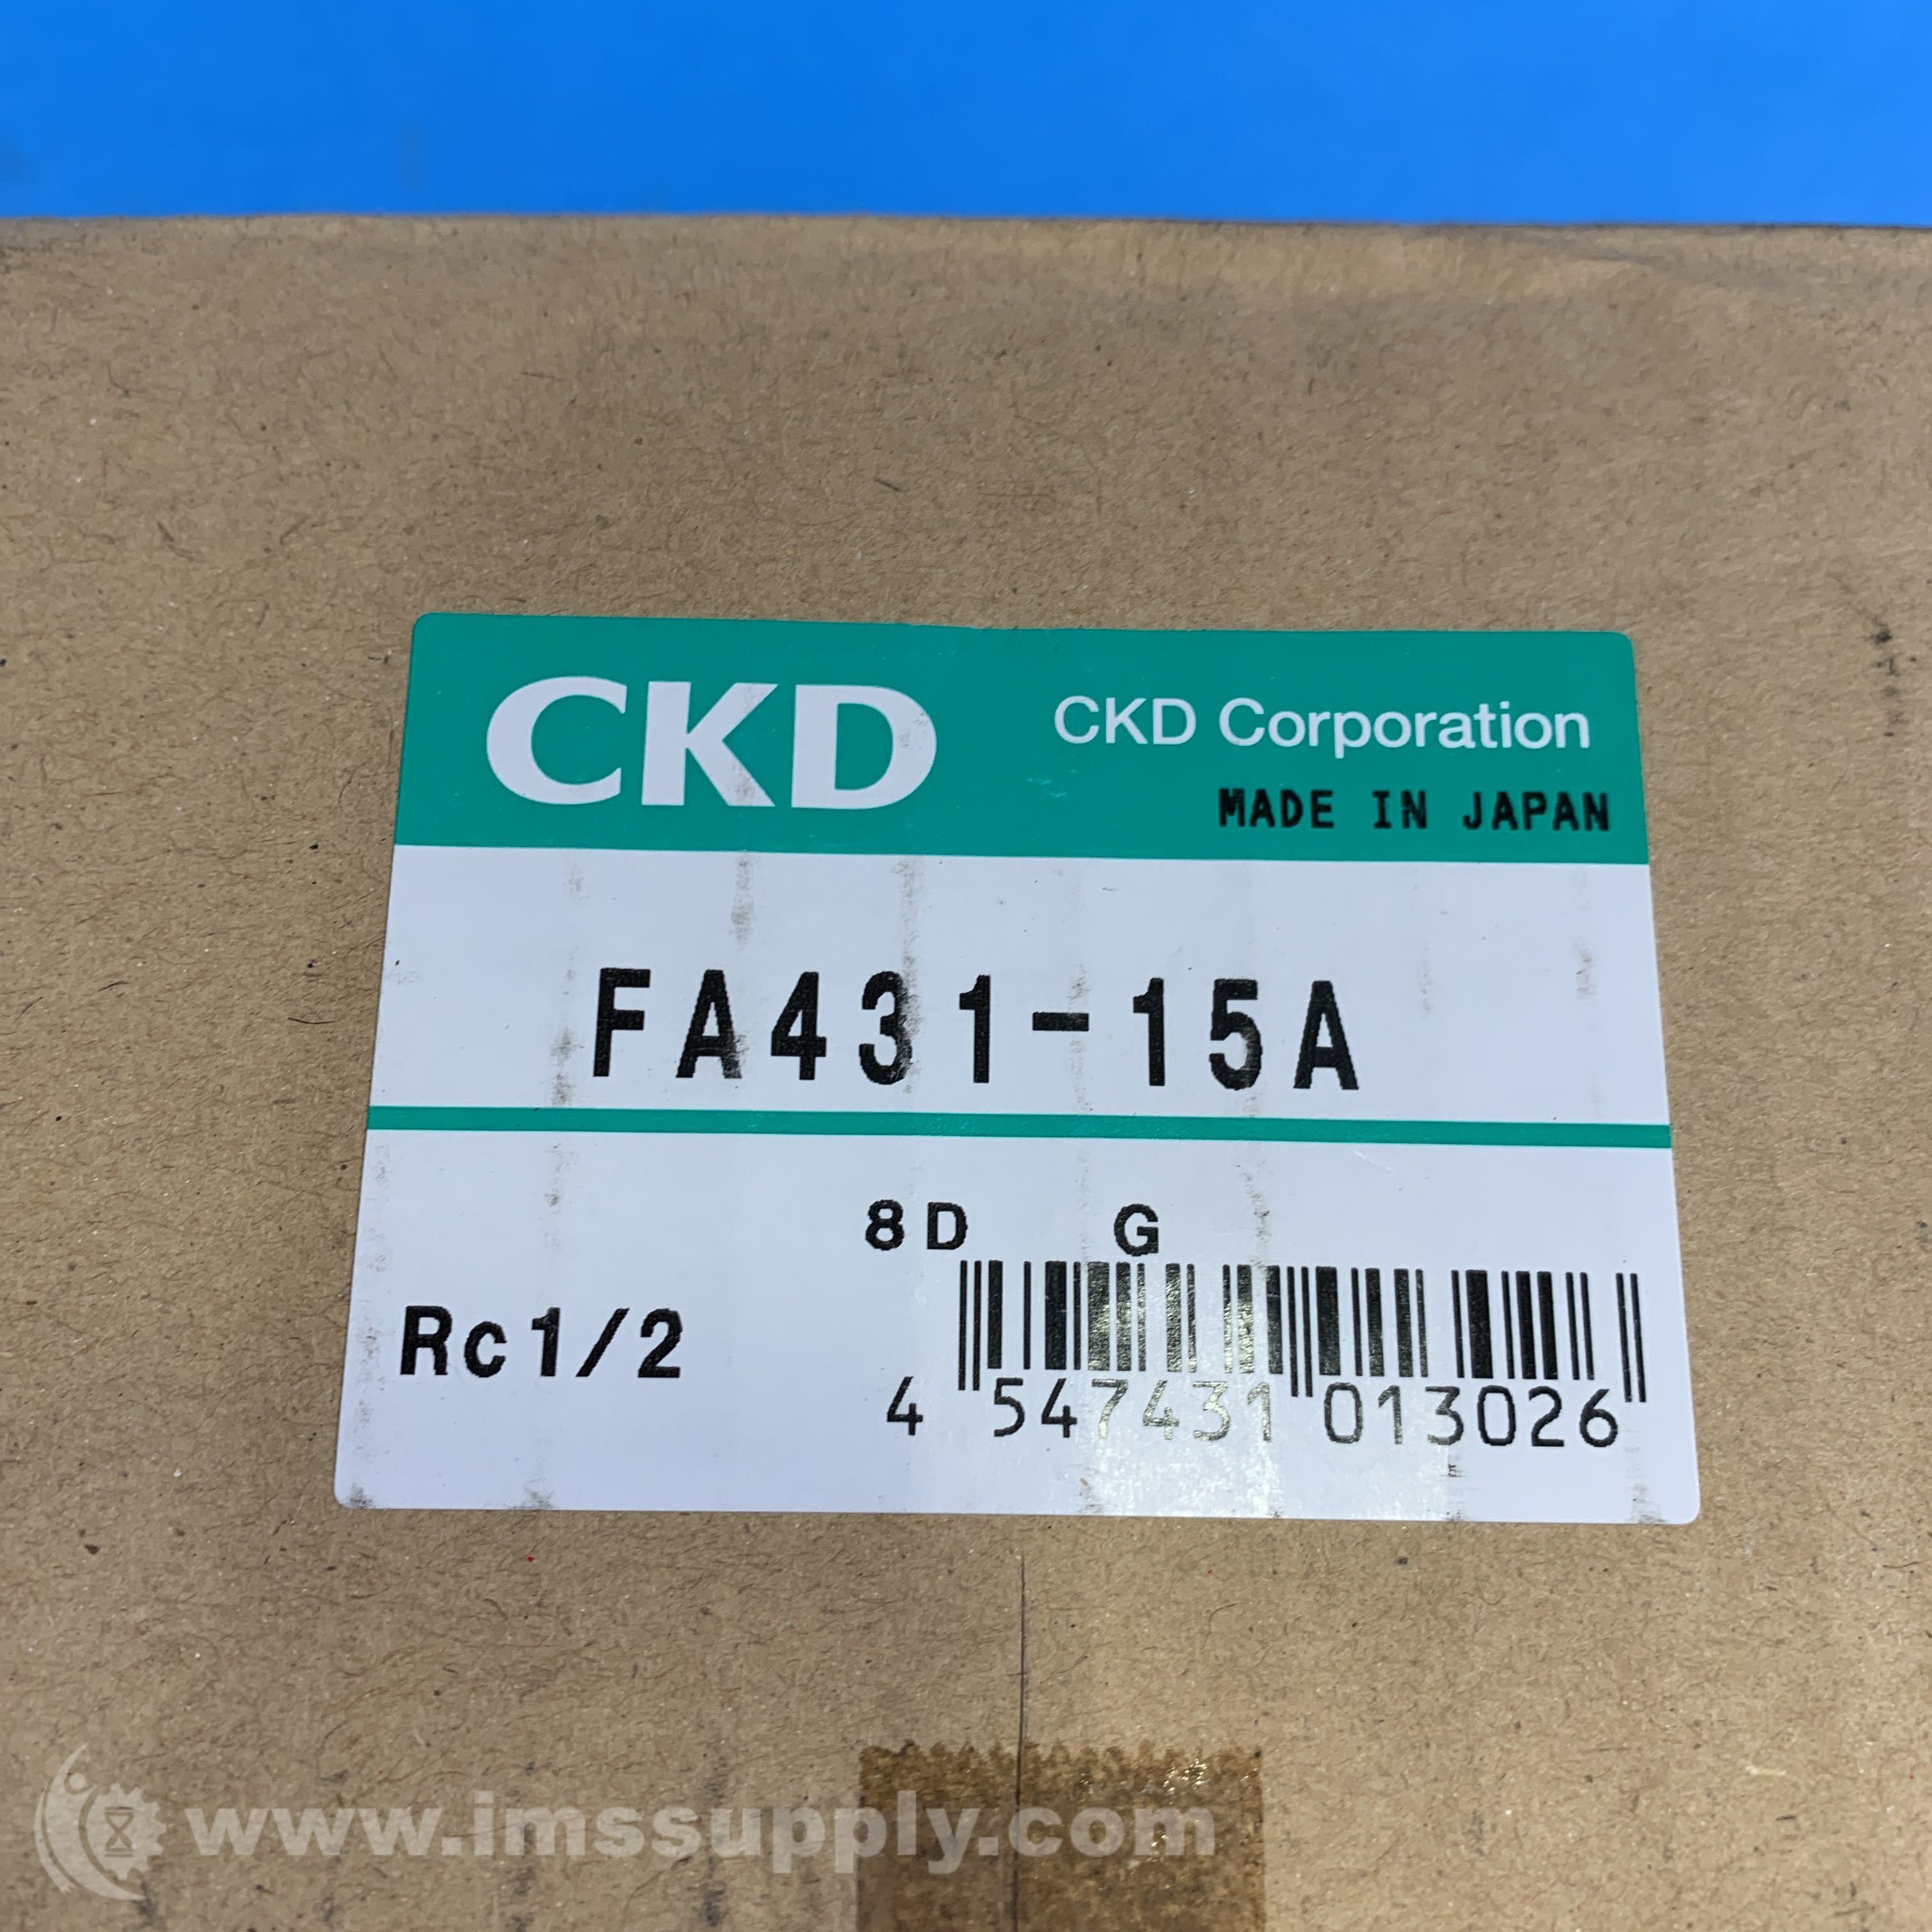 CKD
CKD Corporation
MADE IN JAPAN
FA431-15A
8D G
Rc1/2
4 547431 013026
www.imssupply.com